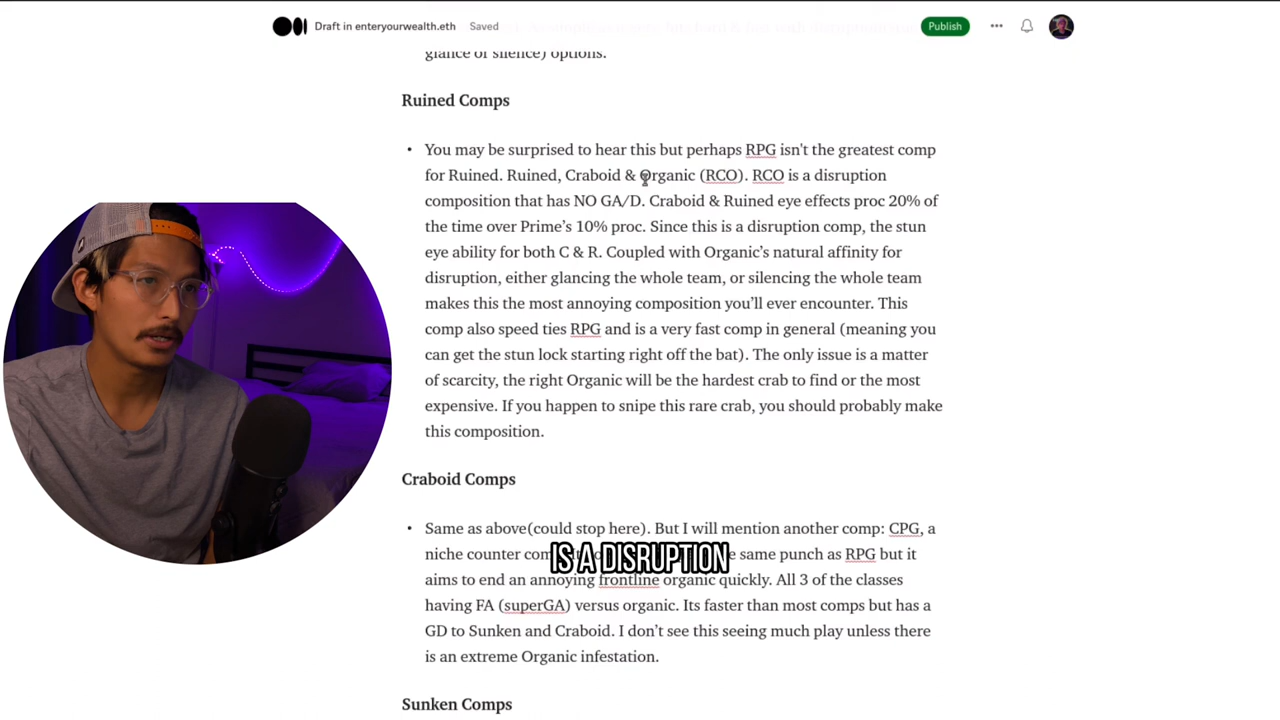 Draft in enteryourwealth.eth Saved Publish
glance or silence) options.
Ruined Comps
You may be surprised to hear this but perhaps RPG isn't the greatest comp
for Ruined. Ruined, Craboid & Organic (RCO). RCO is a disruption
composition that has NO GA/D. Craboid & Ruined eye effects proc 20% of
the time over Prime's 10% proc. Since this is a disruption comp, the stun
eye ability for both C & R. Coupled with Organic's natural affinity for
disruption, either glancing the whole team, or silencing the whole team
makes this the most annoying composition you'll ever encounter. This
comp also speed ties RPG and is a very fast comp in general (meaning you
can get the stun lock starting right off the bat). The only issue is a matter
of scarcity, the right Organic will be the hardest crab to find or the most
expensive. If you happen to snipe this rare crab, you should probably make
this composition.
Craboid Comps
Same as above(could stop here). But I will mention another comp: CPG, a
niche counter same punch as RPG but it
IS A DISRUPTION
aims to end an annoying frontline organic quickly. All 3 of the classes
having FA (superGA) versus organic. Its faster than most comps but has a
GD to Sunken and Craboid. I don't see this seeing much play unless there
is an extreme Organic infestation.
Sunken Comps